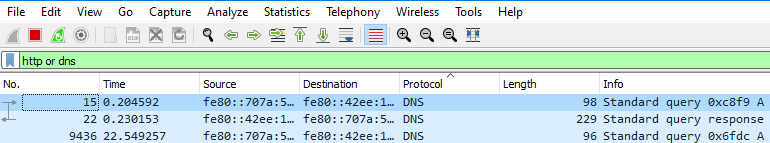 File Edit View Go Capture Analyze Statistics Telephony Wireless Tools Help
http or dns
No. Time Source Destination Protocol Length Info
15 0.204592 fe80::707a:5… fe80::42ee:1… DNS 98 Standard query 0xc8f9 A
22 0.230153 fe80::42ee:1… fe80::707a:5… DNS 229 Standard query response
9436 22.549257 fe80::707a:5… fe80::42ee:1… DNS 96 Standard query 0x6fdc A